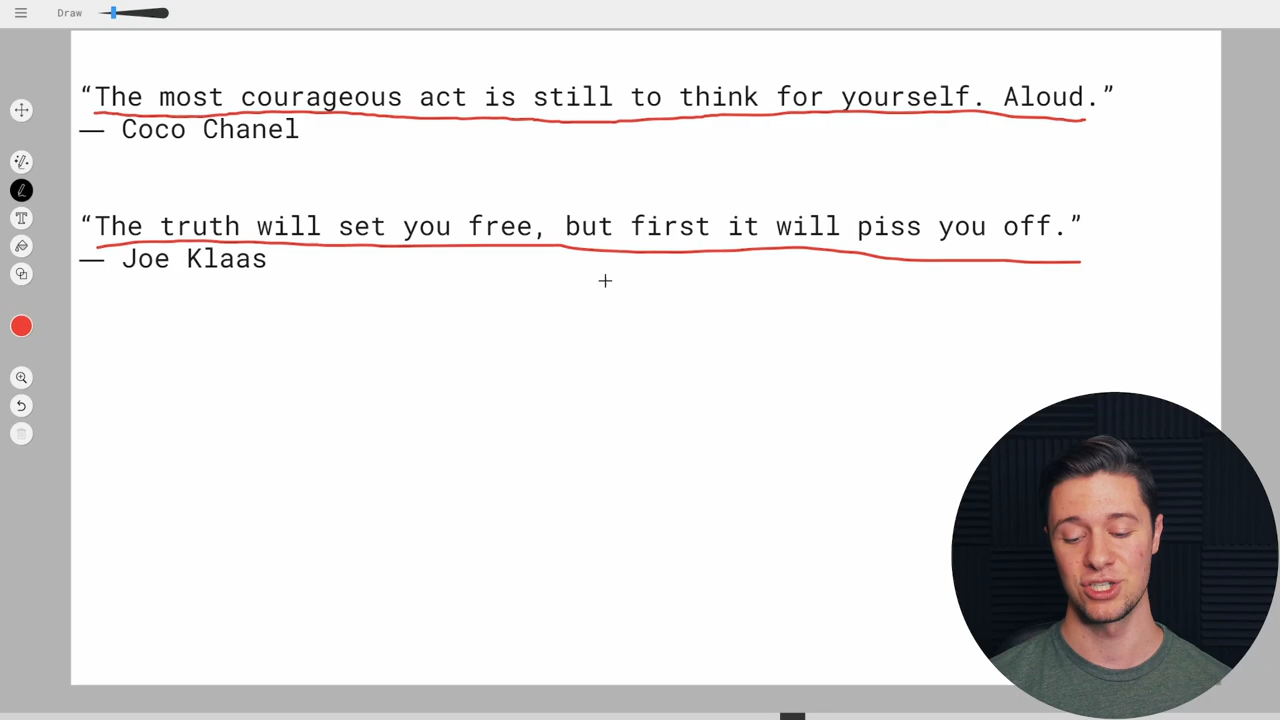 Draw
“The most courageous act is still to think for yourself. Aloud.”
— Coco Chanel
“The truth will set you free, but first it will piss you off.”
— Joe Klaas